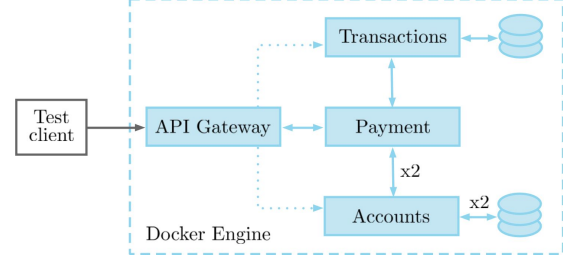 Transactions
Test
client
API Gateway
Payment
x2
x2
Accounts
Docker Engine